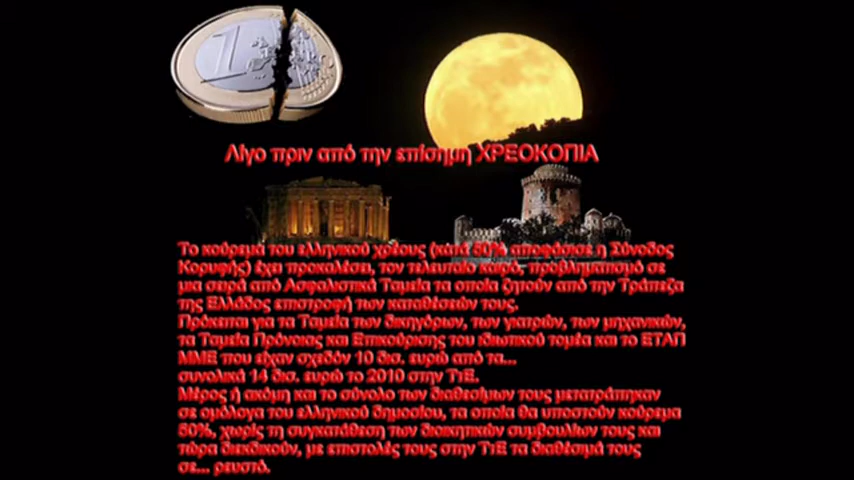 1
Λίγο πριν από την επίσημη ΧΡΕΟΚΟΠΙΑ
Το κούρεμα του ελληνικού χρέους (κατά 50% αποφάσισε η Σύνοδος
Κορυφής) έχει προκαλέσει, τον τελευταίο καιρό, προβληματισμό σε
μια σειρά από Ασφαλιστικά Ταμεία τα οποία ζητούν από την Τράπεζα
της Ελλάδος επιστροφή των καταθέσεών τους.
Πρόκειται για τα Ταμεία των δικηγόρων, των γιατρών, των μηχανικών,
τα Ταμεία Πρόνοιας και Επικούρισης του ιδιωτικού τομέα και το ΕΤΑΠ
ΜΜΕ που είχαν σχεδόν 10 δισ. ευρώ από τα...
συνολικά 14 δισ. ευρώ το 2010 στην ΤτΕ.
Μέρος ή ακόμη και το σύνολο των διαθεσίμων τους μετατράπηκαν
σε ομόλογα του ελληνικού δημοσίου, τα οποία θα υποστούν κούρεμα
50%, χωρίς τη συγκατάθεση των διοικητικών συμβουλίων τους και
τώρα διεκδικούν, με επιστολές τους στην ΤτΕ τα διαθέσιμά τους
σε... ρευστό.